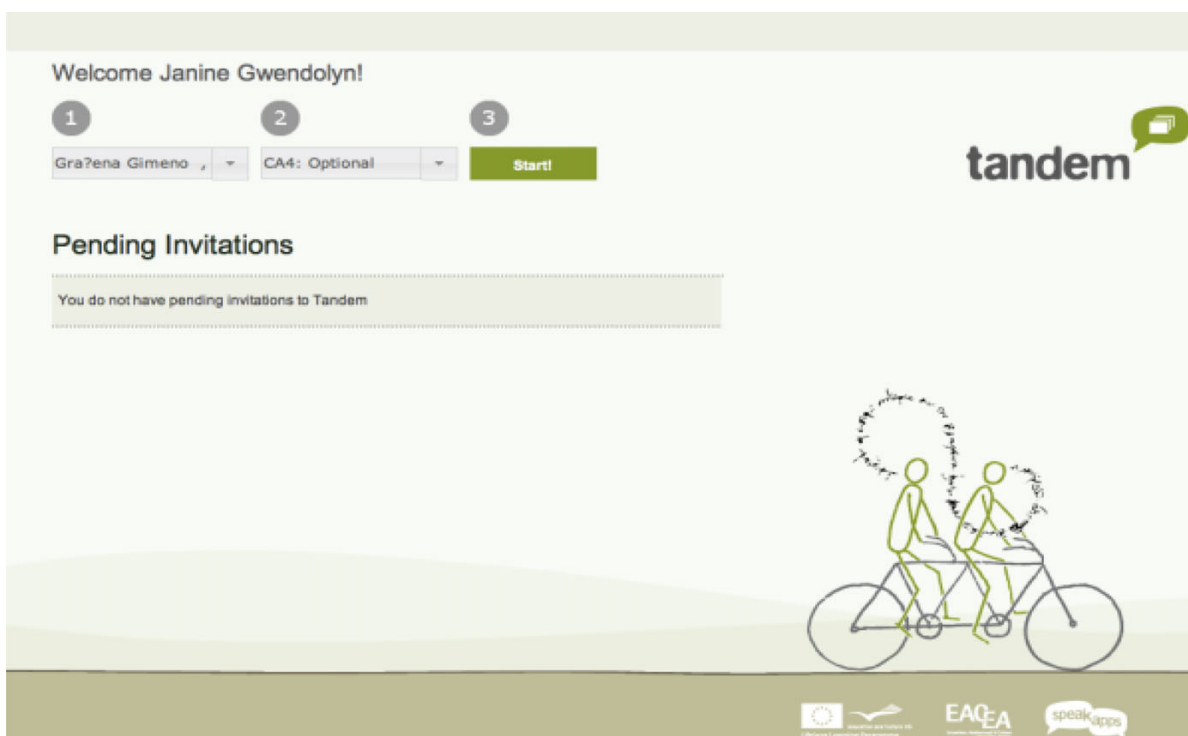 Welcome Janine Gwendolyn!
1 2 3
Gra?ena Gimeno , CA4: Optional Start!
tandem
Pending Invitations
You do not have pending invitations to Tandem
EACEA
speakapps